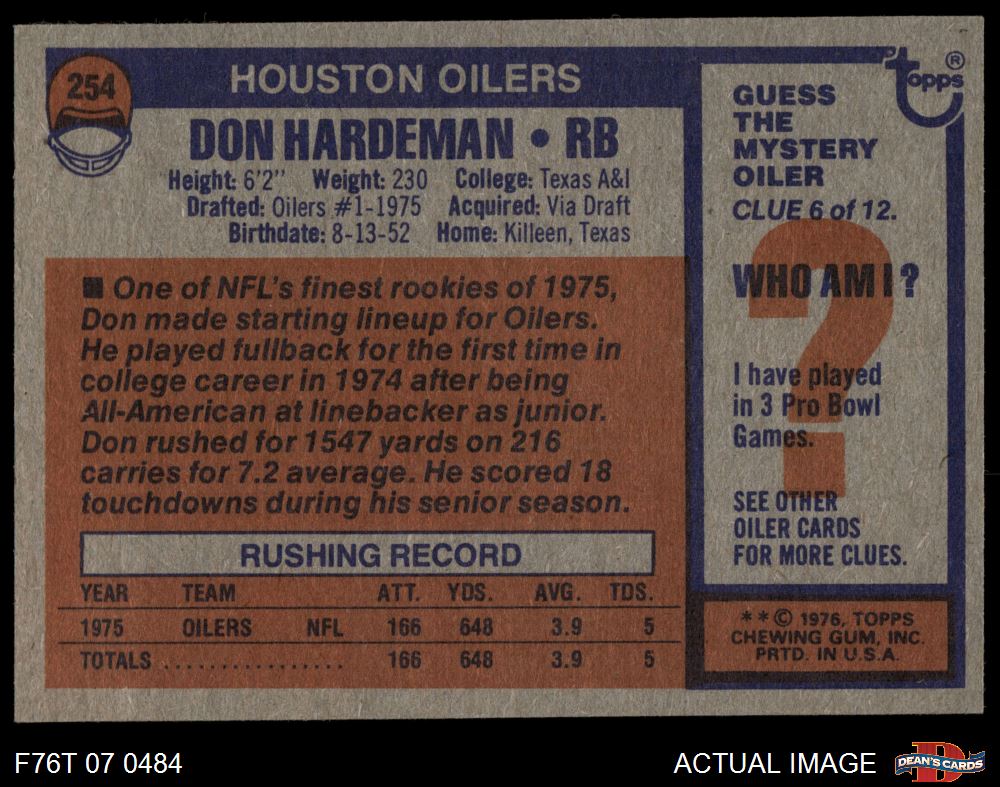 254
HOUSTON OILERS
DON HARDEMAN • RB
Height: 6'2" Weight: 230 College: Texas A&I
Drafted: Oilers #1-1975 Acquired: Via Draft
Birthdate: 8-13-52 Home: Killeen, Texas
■ One of NFL's finest rookies of 1975,
Don made starting lineup for Oilers.
He played fullback for the first time in
college career in 1974 after being
All-American at linebacker as junior.
Don rushed for 1547 yards on 216
carries for 7.2 average. He scored 18
touchdowns during his senior season.
RUSHING RECORD
YEAR TEAM ATT. YDS. AVG. TDS.
1975 OILERS NFL 166 648 3.9 5
TOTALS ................ 166 648 3.9 5
Topps ®
GUESS
THE
MYSTERY
OILER
CLUE 6 of 12.
?
WHO AM I?
I have played
in 3 Pro Bowl
Games.
SEE OTHER
OILER CARDS
FOR MORE CLUES.
* * © 1976, TOPPS
CHEWING GUM, INC.
PRTD. IN U.S.A.
F76T 07 0484
ACTUAL IMAGE
D
DEAN'S CARDS